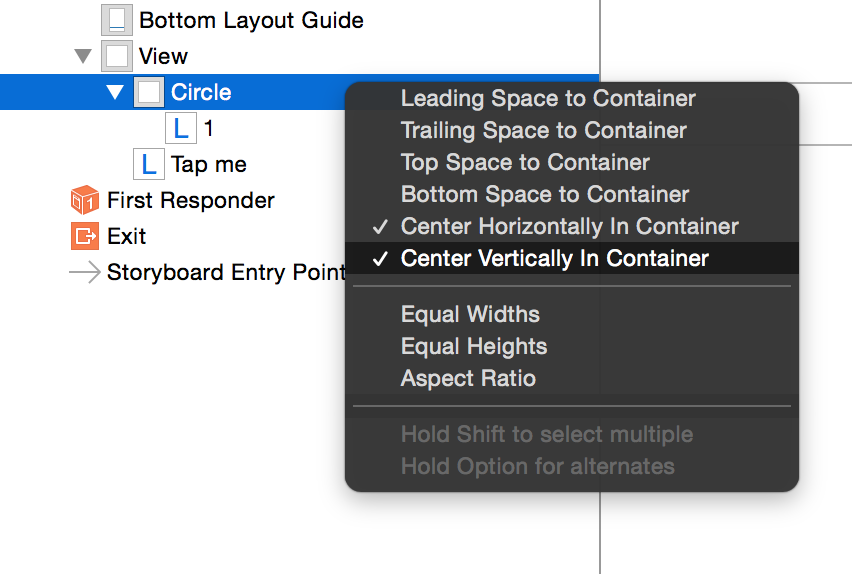 Bottom Layout Guide
View
Circle
L 1
L Tap me
First Responder
Exit
Storyboard Entry Point
Leading Space to Container
Trailing Space to Container
Top Space to Container
Bottom Space to Container
✓ Center Horizontally In Container
✓ Center Vertically In Container
Equal Widths
Equal Heights
Aspect Ratio
Hold Shift to select multiple
Hold Option for alternates